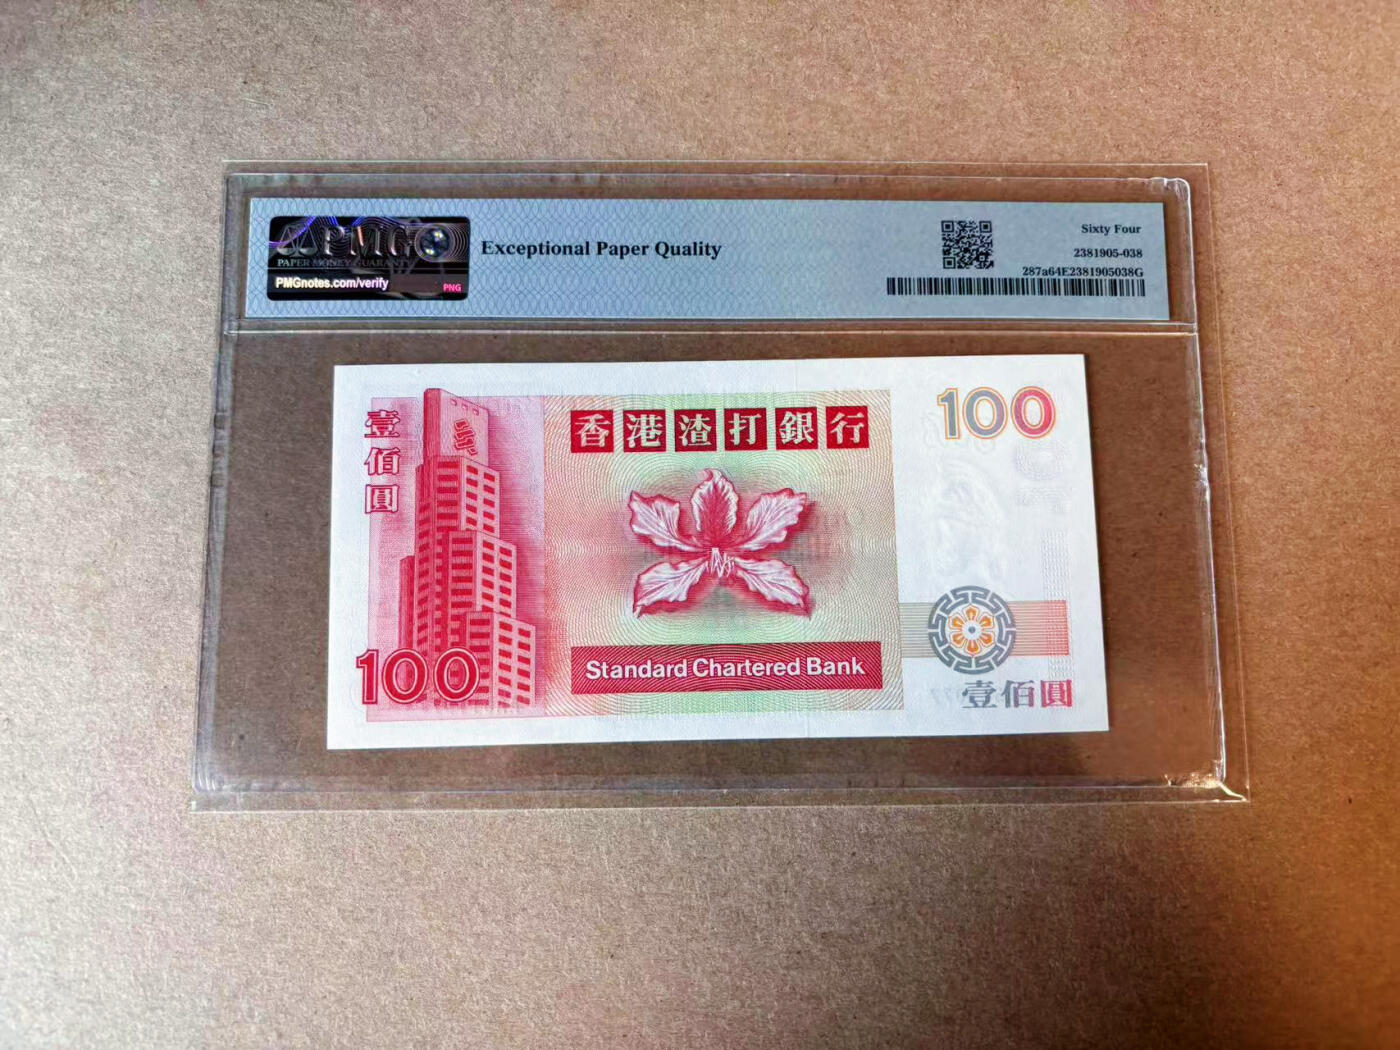 PMG
PAPER MONEY GUARANTY
PMGnotes.com/verify
PNG
Exceptional Paper Quality
Sixty Four
2381905-038
287a64E2381905038G
壹佰圓
香港渣打銀行
100
100
Standard Chartered Bank
壹佰圓